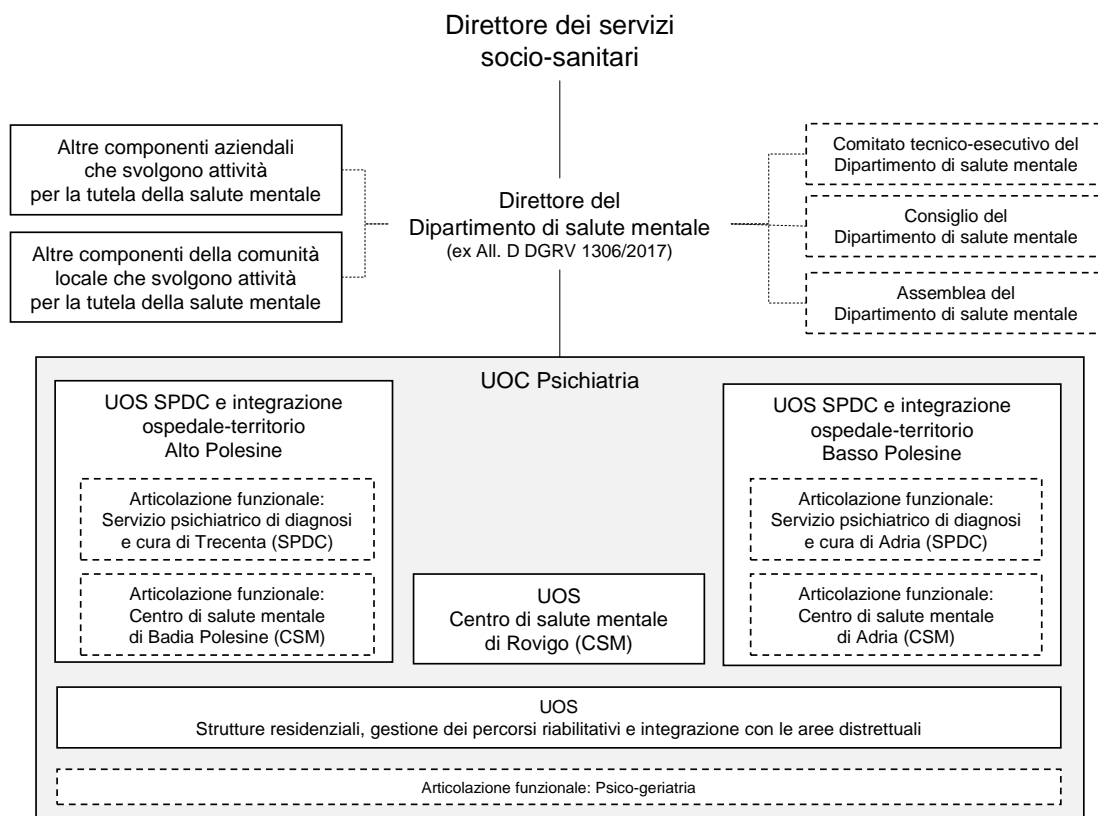 Direttore dei servizi
socio-sanitari
Altre componenti aziendali
che svolgono attività
per la tutela della salute mentale
Altre componenti della comunità
locale che svolgono attività
per la tutela della salute mentale
Direttore del
Dipartimento di salute mentale
(ex All. D DGRV 1306/2017)
Comitato tecnico-esecutivo del
Dipartimento di salute mentale
Consiglio del
Dipartimento di salute mentale
Assemblea del
Dipartimento di salute mentale
UOC Psichiatria
UOS SPDC e integrazione
ospedale-territorio
Alto Polesine
Articolazione funzionale:
Servizio psichiatrico di diagnosi
e cura di Trecenta (SPDC)
Articolazione funzionale:
Centro di salute mentale
di Badia Polesine (CSM)
UOS
Centro di salute mentale
di Rovigo (CSM)
UOS SPDC e integrazione
ospedale-territorio
Basso Polesine
Articolazione funzionale:
Servizio psichiatrico di diagnosi
e cura di Adria (SPDC)
Articolazione funzionale:
Centro di salute mentale
di Adria (CSM)
UOS
Strutture residenziali, gestione dei percorsi riabilitativi e integrazione con le aree distrettuali
Articolazione funzionale: Psico-geriatria